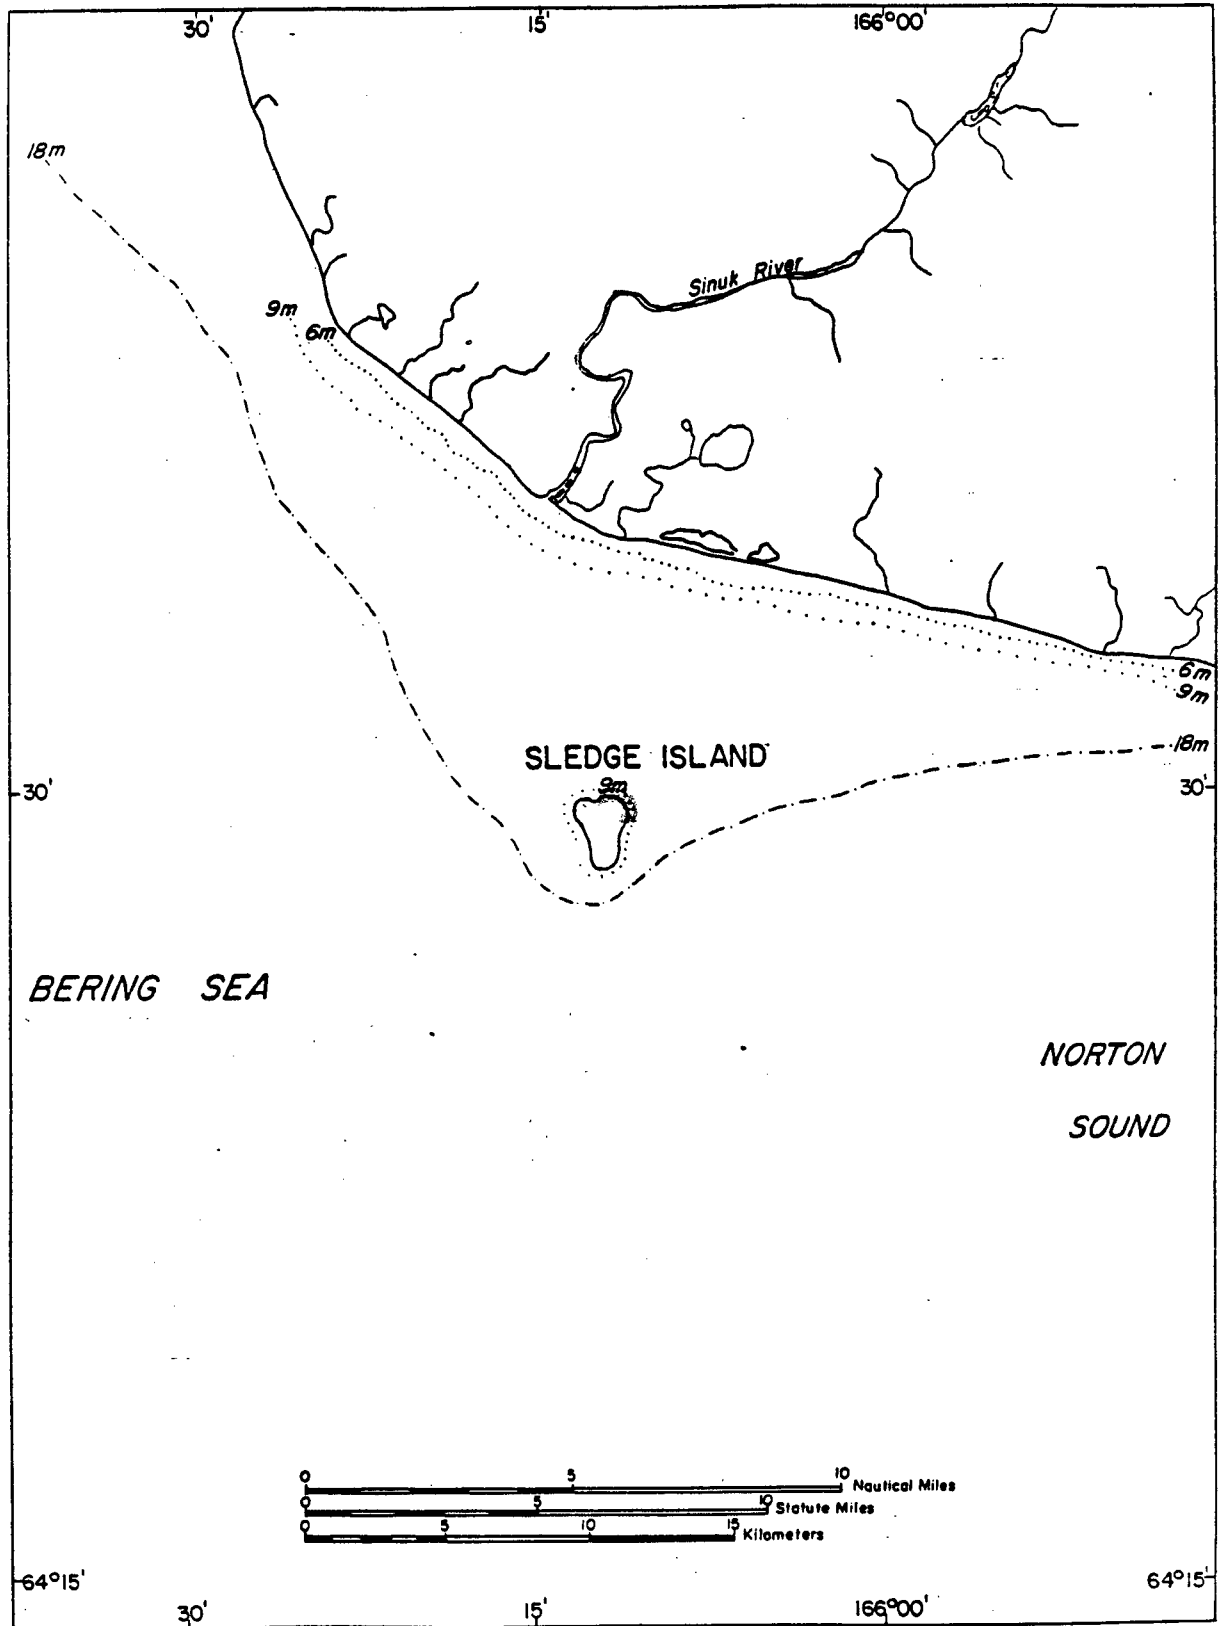 30'
15'
166°00'
18m
Sinuk River
9m
6m
6m
9m
SLEDGE ISLAND
18m
9m
30'
30'
BERING SEA
NORTON
SOUND
0 5 10 Nautical Miles
0 5 10 Statute Miles
0 5 10 15 Kilometers
64°15'
64°15'
30'
15'
166°00'